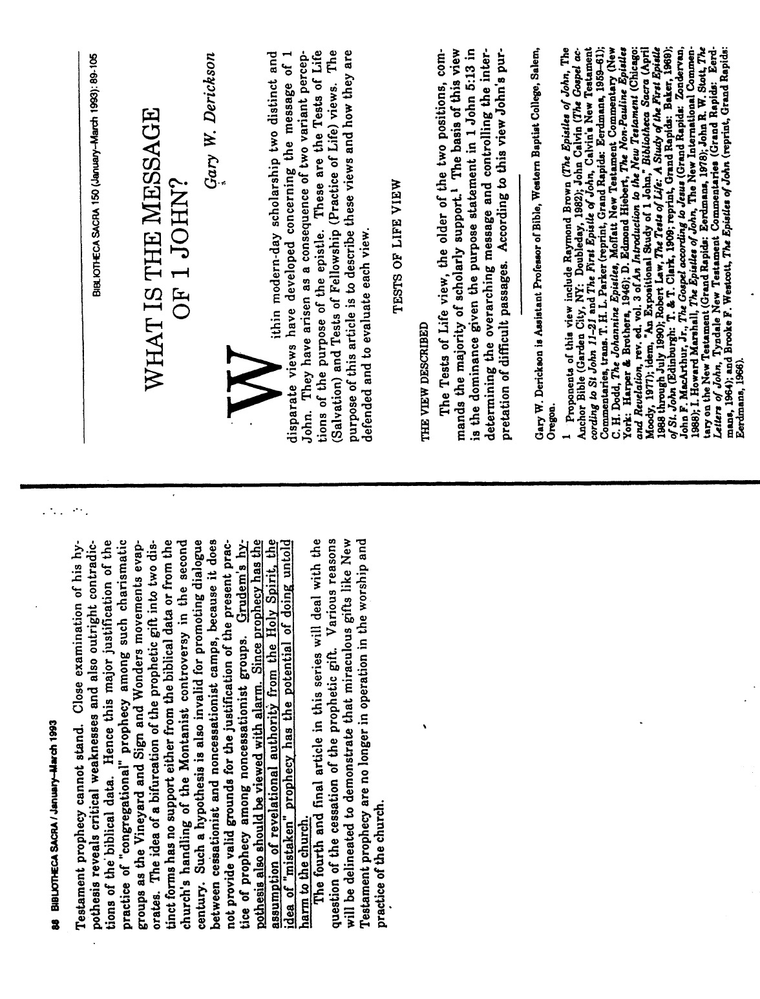 88 BIBLIOTHECA SACRA / January–March 1993
Testament prophecy cannot stand. Close examination of his hy-
pothesis reveals critical weaknesses and also outright contradic-
tions of the biblical data. Hence this major justification of the
practice of "congregational" prophecy among such charismatic
groups as the Vineyard and Sign and Wonders movements evap-
orates. The idea of a bifurcation of the prophetic gift into two dis-
tinct forms has no support either from the biblical data or from the
church's handling of the Montanist controversy in the second
century. Such a hypothesis is also invalid for promoting dialogue
between cessationist and noncessationist camps, because it does
not provide valid grounds for the justification of the present prac-
tice of prophecy among noncessationist groups. Grudem's hy-
pothesis also should be viewed with alarm. Since prophecy has the
assumption of revelational authority from the Holy Spirit, the
idea of "mistaken" prophecy has the potential of doing untold
harm to the church.
The fourth and final article in this series will deal with the
question of the cessation of the prophetic gift. Various reasons
will be delineated to demonstrate that miraculous gifts like New
Testament prophecy are no longer in operation in the worship and
practice of the church.
BIBLIOTHECA SACRA 150 (January–March 1993): 89-105
WHAT IS THE MESSAGE
OF 1 JOHN?
Gary W. Derickson
Within modern-day scholarship two distinct and
disparate views have developed concerning the message of 1
John. They have arisen as a consequence of two variant percep-
tions of the purpose of the epistle. These are the Tests of Life
(Salvation) and Tests of Fellowship (Practice of Life) views. The
purpose of this article is to describe these views and how they are
defended and to evaluate each view.
TESTS OF LIFE VIEW
THE VIEW DESCRIBED
The Tests of Life view, the older of the two positions, com-
mands the majority of scholarly support.1 The basis of this view
is the dominance given the purpose statement in 1 John 5:13 in
determining the overarching message and controlling the inter-
pretation of difficult passages. According to this view John's pur-
Gary W. Derickson is Assistant Professor of Bible, Western Baptist College, Salem,
Oregon.
1 Proponents of this view include Raymond Brown (The Epistles of John, The
Anchor Bible (Garden City, NY: Doubleday, 1982); John Calvin (The Gospel ac-
cording to St John 11–21 and The First Epistle of John, Calvin's New Testament
Commentaries, trans. T. H. L. Parker (reprint, Grand Rapids: Eerdmans, 1959–61);
C. H. Dodd, The Johannine Epistles, Moffatt New Testament Commentary (New
York: Harper & Brothers, 1946); D. Edmond Hiebert, The Non-Pauline Epistles
and Revelation, rev. ed. vol. 3 of An Introduction to the New Testament (Chicago:
Moody, 1977); idem, "An Expositional Study of 1 John," Bibliotheca Sacra (April
1988 through July 1990); Robert Law, The Tests of Life: A Study of the First Epistle
of St. John (Edinburgh: T. & T. Clark, 1909; reprint, Grand Rapids: Baker, 1969);
John F. MacArthur, Jr., The Gospel according to Jesus (Grand Rapids: Zondervan,
1988); I. Howard Marshall, The Epistles of John, The New International Commen-
tary on the New Testament (Grand Rapids: Eerdmans, 1978); John R. W. Stott, The
Letters of John, Tyndale New Testament Commentaries (Grand Rapids: Eerd-
mans, 1964); and Brooke F. Westcott, The Epistles of John (reprint, Grand Rapids:
Eerdmans, 1966).